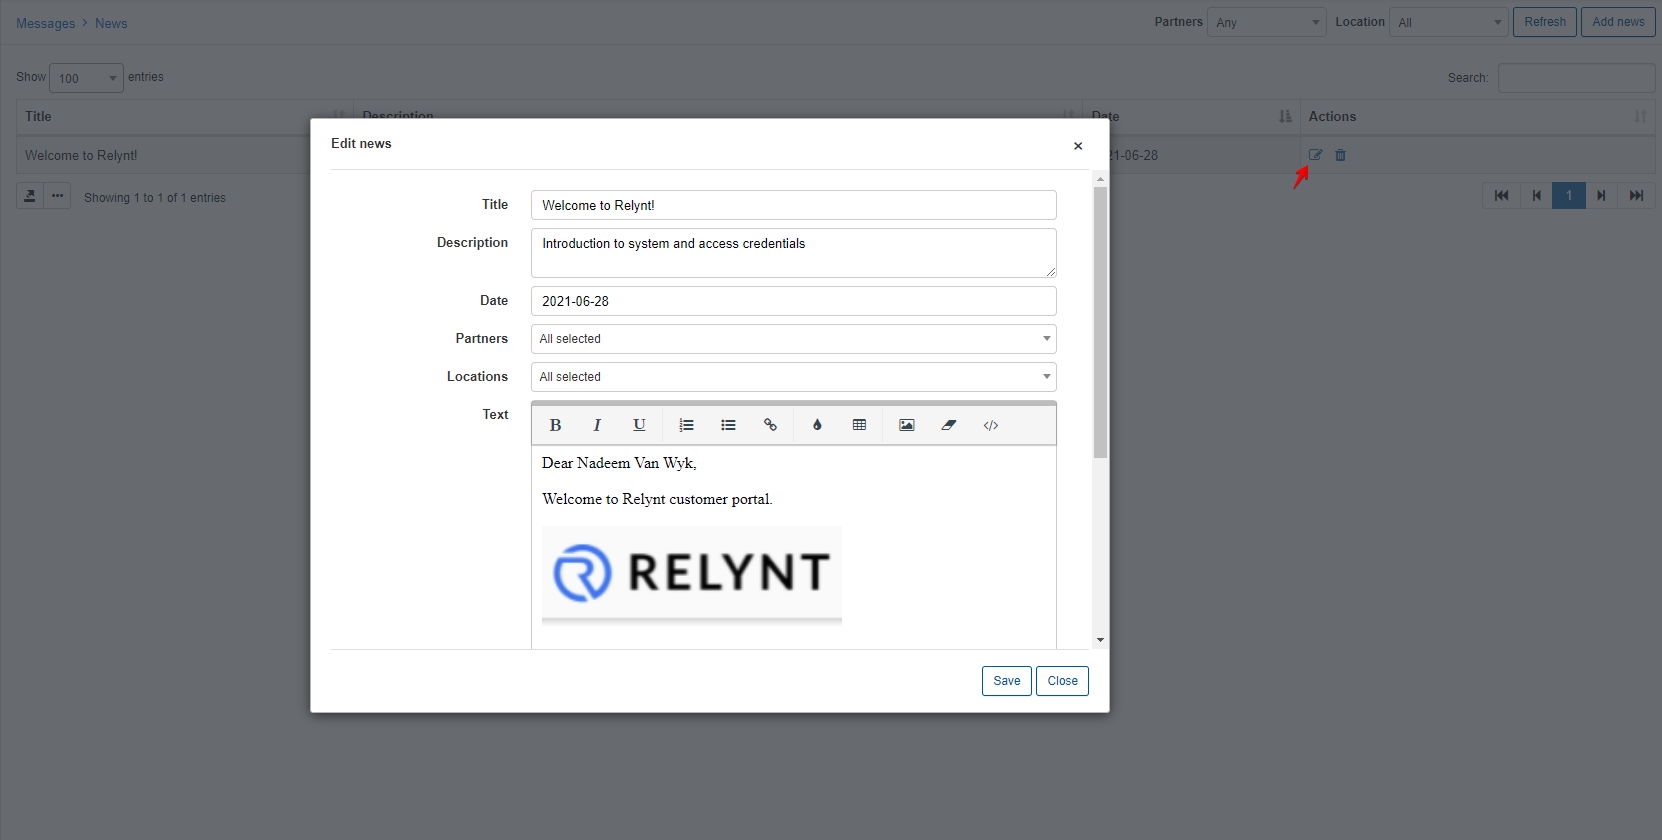 Messages > News
Partners Any Location All Refresh Add news
Show 100 entries
Search:
Title Description Date Actions
Welcome to Relynt! 21-06-28
Showing 1 to 1 of 1 entries
1
Edit news
×
Title Welcome to Relynt!
Description Introduction to system and access credentials
Date 2021-06-28
Partners All selected
Locations All selected
Text
B I U </>
Dear Nadeem Van Wyk,
Welcome to Relynt customer portal.
RELYNT
Save Close